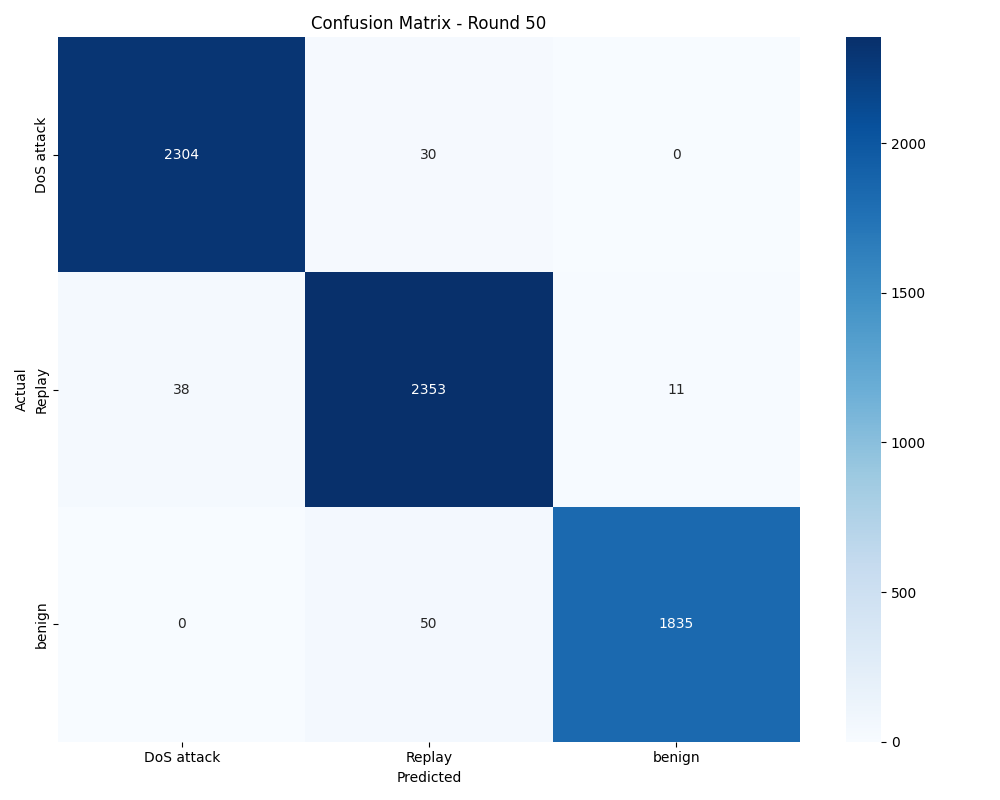 Confusion Matrix - Round 50
Actual
DoS attack
2304
30
0
Replay
38
2353
11
benign
0
50
1835
DoS attack
Replay
benign
Predicted
2000
1500
1000
500
0